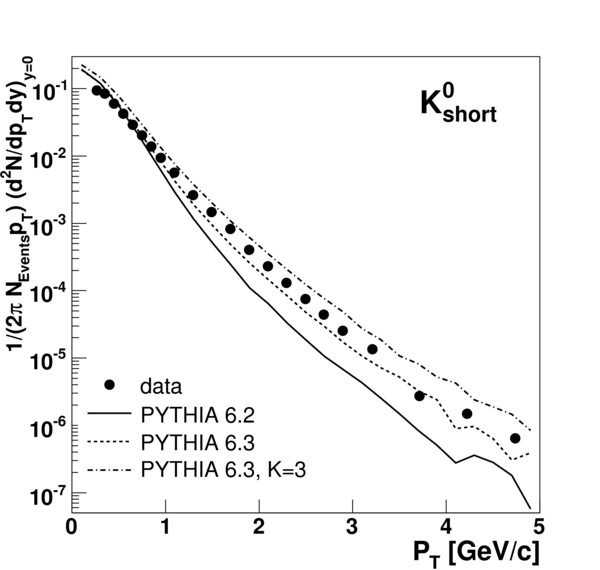 K⁰short
1/(2π N_Events p_T) (d²N/dp_T dy)_y=0
10⁻¹
10⁻²
10⁻³
10⁻⁴
10⁻⁵
10⁻⁶
10⁻⁷
data
PYTHIA 6.2
PYTHIA 6.3
PYTHIA 6.3, K=3
0 1 2 3 4 5
P_T [GeV/c]